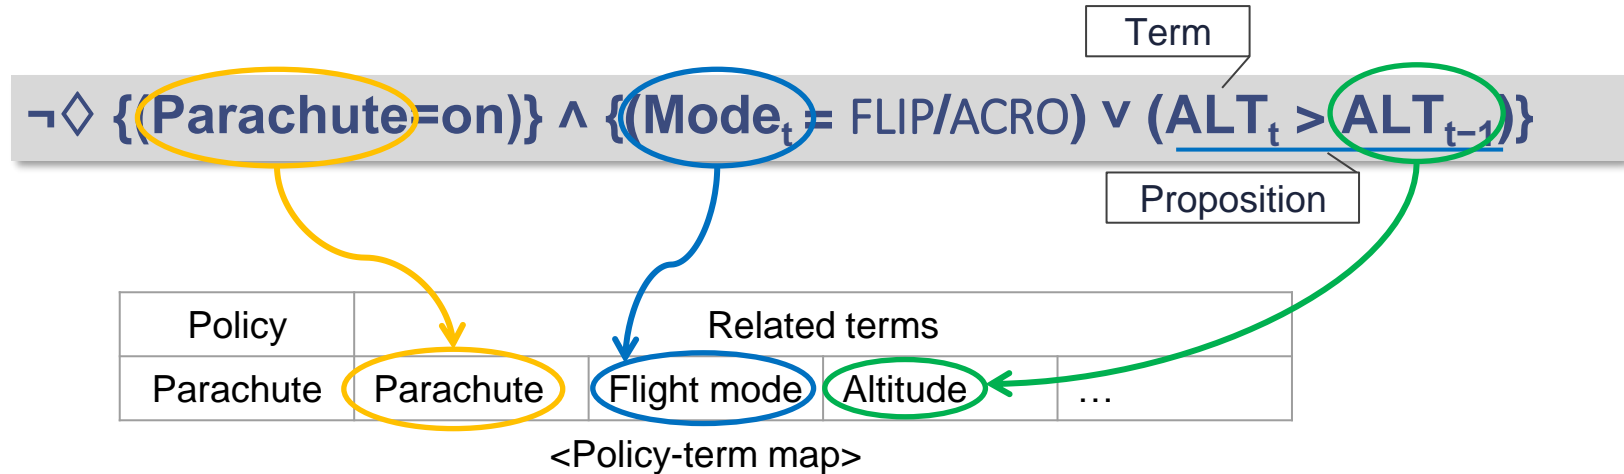 Term
¬◇ {(Parachute=on)} ∧ {(Mode_t = FLIP/ACRO) ∨ (ALT_t > ALT_{t−1})}
Proposition
Policy Related terms
Parachute Parachute Flight mode Altitude …
<Policy-term map>